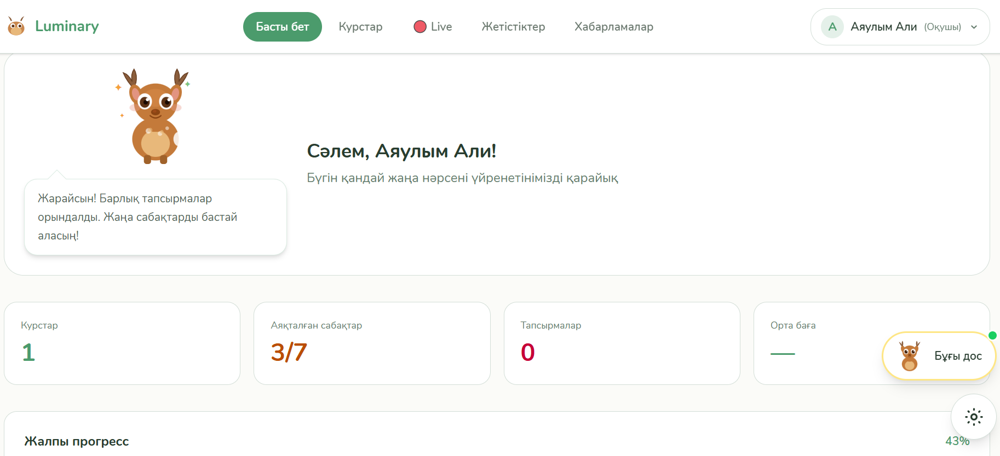 Luminary
Басты бет
Курстар
Live
Жетістіктер
Хабарламалар
А
Аяулым Али (Оқушы)
Сәлем, Аяулым Али!
Бүгін қандай жаңа нәрсені үйренетінімізді қарайық
Жарайсын! Барлық тапсырмалар
орындалды. Жаңа сабақтарды бастай
аласың!
Курстар
1
Аяқталған сабақтар
3/7
Тапсырмалар
0
Орта баға
—
Бұғы дос
Жалпы прогресс
43%